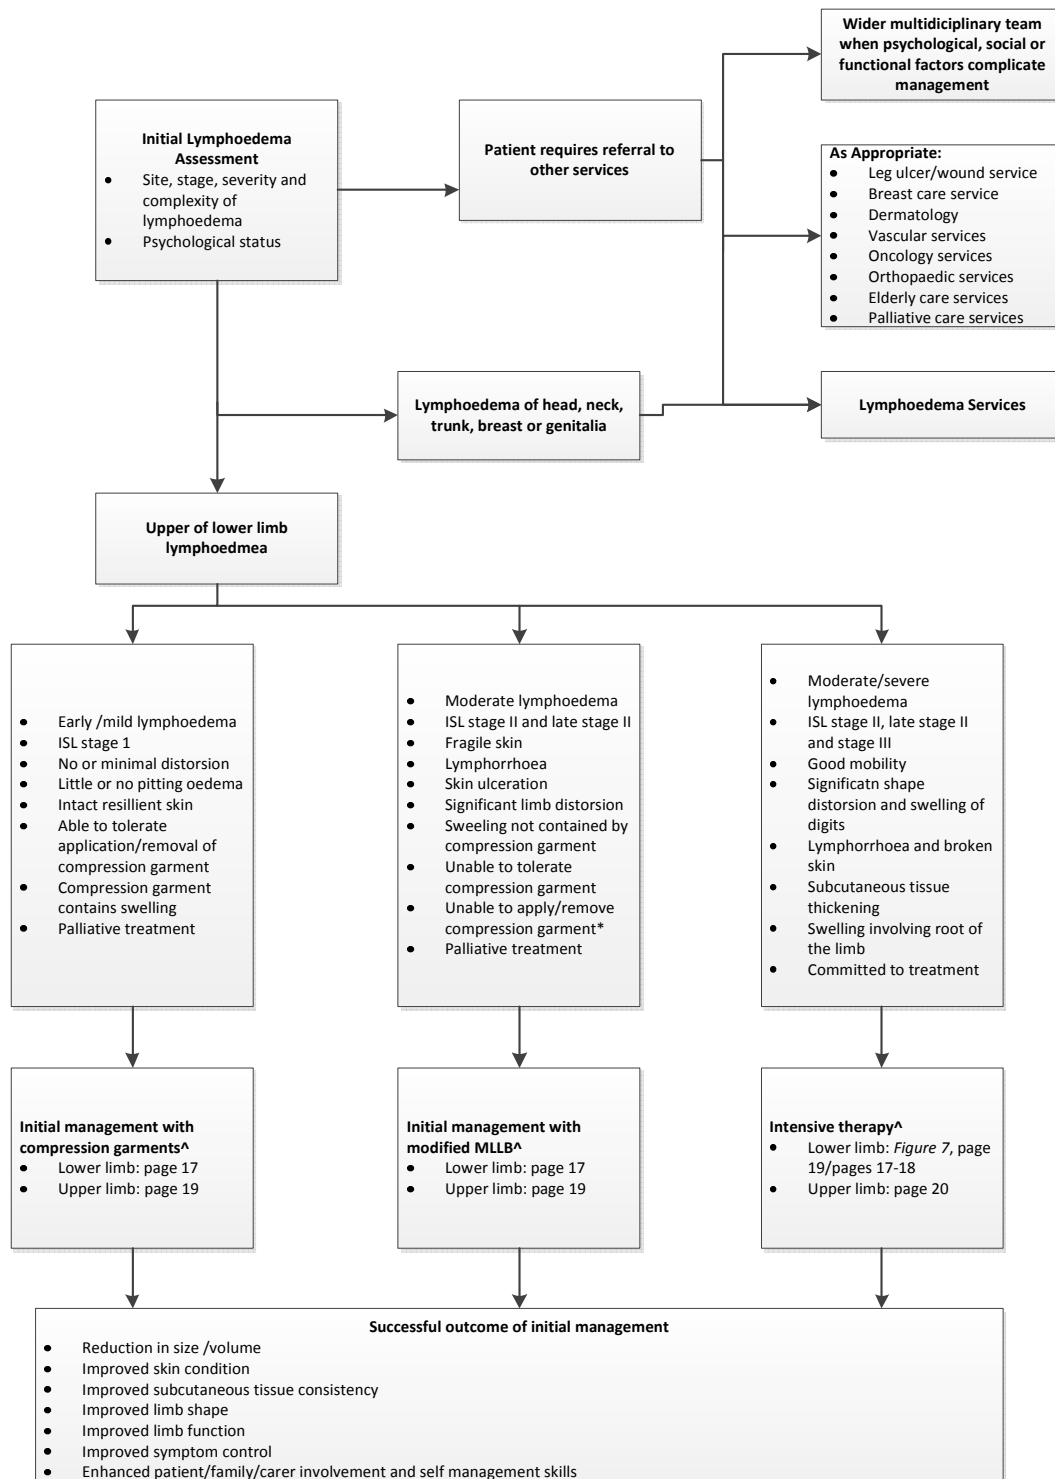 Wider multidiciplinary team
when psychological, social or
functional factors complicate
management
Initial Lymphoedema
Assessment
• Site, stage, severity and
complexity of
lymphoedema
• Psychological status
Patient requires referral to
other services
As Appropriate:
• Leg ulcer/wound service
• Breast care service
• Dermatology
• Vascular services
• Oncology services
• Orthopaedic services
• Elderly care services
• Palliative care services
Lymphoedema of head, neck,
trunk, breast or genitalia
Lymphoedema Services
Upper of lower limb
lymphoedmea
• Early /mild lymphoedema
• ISL stage 1
• No or minimal distorsion
• Little or no pitting oedema
• Intact resillient skin
• Able to tolerate
application/removal of
compression garment
• Compression garment
contains swelling
• Palliative treatment
• Moderate lymphoedema
• ISL stage II and late stage II
• Fragile skin
• Lymphorrhoea
• Skin ulceration
• Significant limb distorsion
• Sweeling not contained by
compression garment
• Unable to tolerate
compression garment
• Unable to apply/remove
compression garment*
• Palliative treatment
• Moderate/severe
lymphoedema
• ISL stage II, late stage II
and stage III
• Good mobility
• Significatn shape
distorsion and swelling of
digits
• Lymphorrhoea and broken
skin
• Subcutaneous tissue
thickening
• Swelling involving root of
the limb
• Committed to treatment
Initial management with
compression garments^
• Lower limb: page 17
• Upper limb: page 19
Initial management with
modified MLLB^
• Lower limb: page 17
• Upper limb: page 19
Intensive therapy^
• Lower limb: Figure 7, page
19/pages 17-18
• Upper limb: page 20
Successful outcome of initial management
• Reduction in size /volume
• Improved skin condition
• Improved subcutaneous tissue consistency
• Improved limb shape
• Improved limb function
• Improved symptom control
• Enhanced patient/family/carer involvement and self management skills